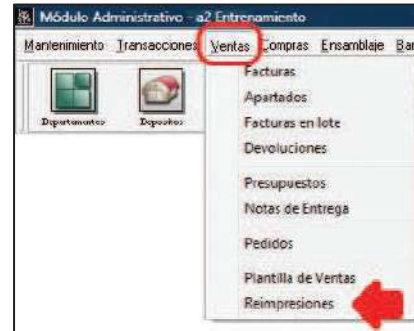 Módulo Administrativo - a2 Entrenamiento
Mantenimiento Transacciones Ventas Compras Ensamblaje Ban
Departamentos Depositos
Facturas
Apartados
Facturas en lote
Devoluciones
Presupuestos
Notas de Entrega
Pedidos
Plantilla de Ventas
Reimpresiones